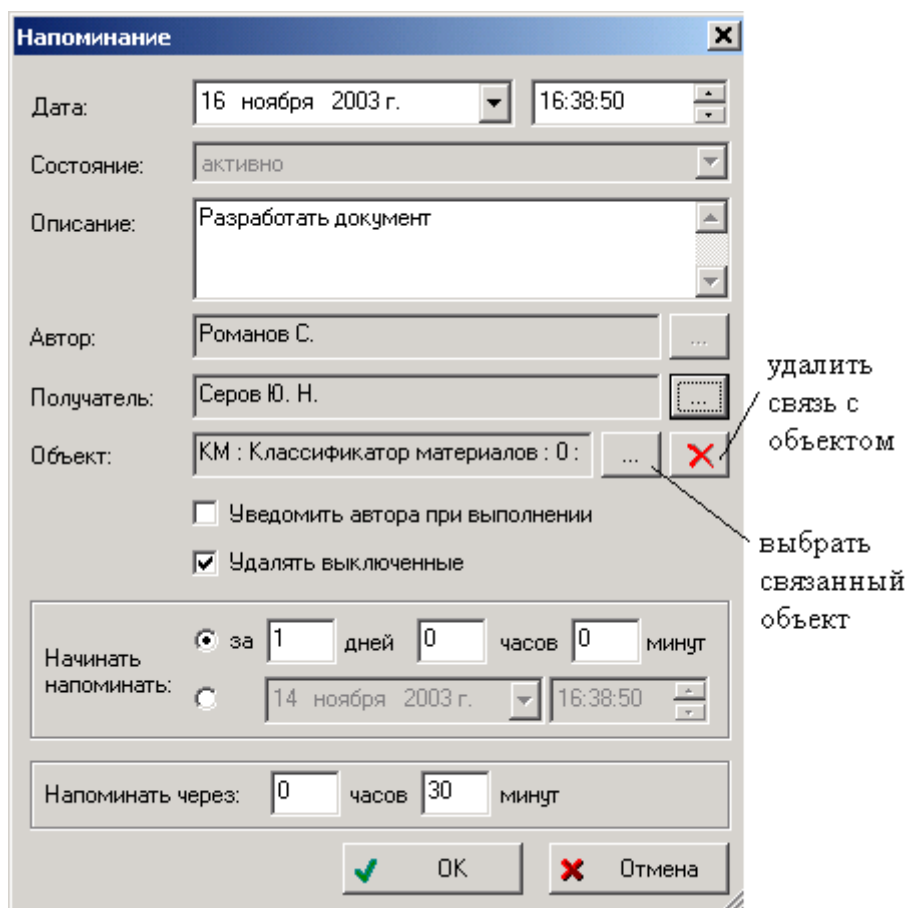 Напоминание
Дата: 16 ноября 2003 г. 16:38:50
Состояние: активно
Описание: Разработать документ
Автор: Романов С. ...
Получатель: Серов Ю. Н. ...
Объект: КМ : Классификатор материалов : 0 : ...
удалить
связь с
объектом
Уведомить автора при выполнении
Удалять выключенные
выбрать
связанный
объект
Начинать
напоминать:
за 1 дней 0 часов 0 минут
14 ноября 2003 г. 16:38:50
Напоминать через: 0 часов 30 минут
OK Отмена